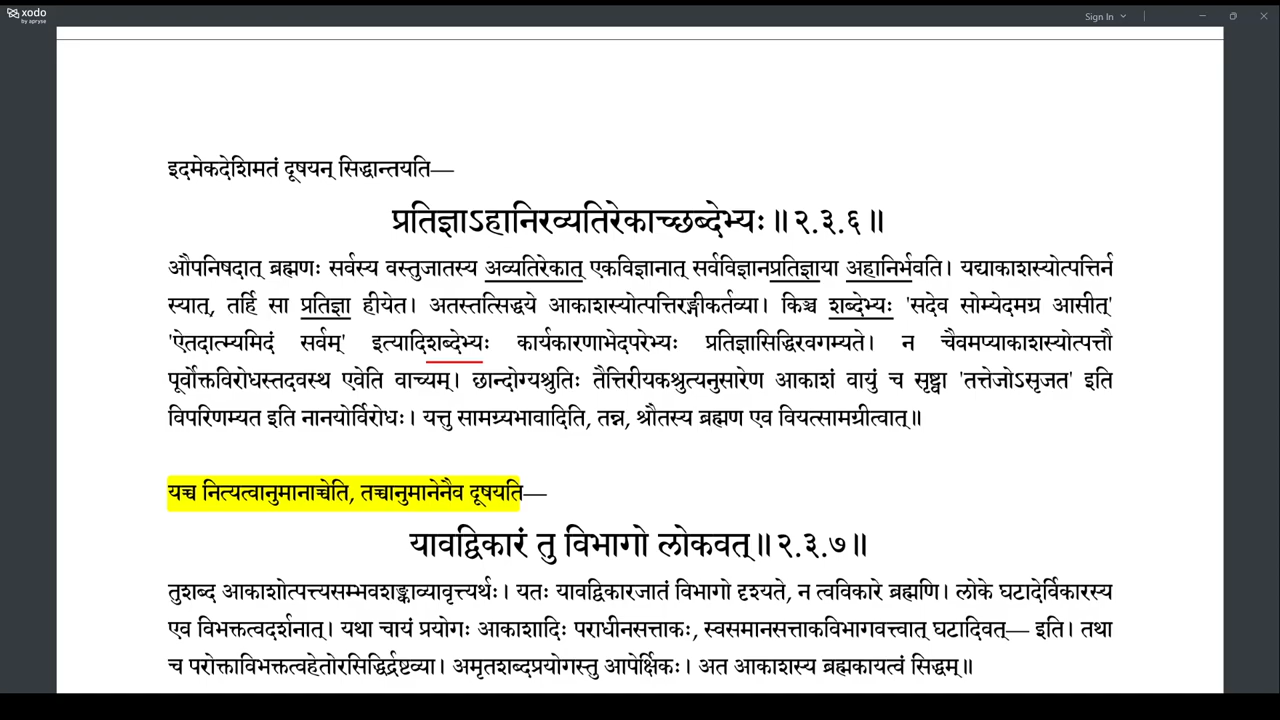 xodo
by apryse
Sign In
इदमेकदेशिमतं दूषयन् सिद्धान्तयति—
प्रतिज्ञाऽहानिरव्यतिरेकाच्छब्देभ्यः॥२.३.६॥
औपनिषदात् ब्रह्मणः सर्वस्य वस्तुजातस्य अव्यतिरेकात् एकविज्ञानात् सर्वविज्ञानप्रतिज्ञाया अहानिर्भवति। यद्याकाशस्योत्पत्तिर्न
स्यात्, तर्हि सा प्रतिज्ञा हीयेत। अतस्तत्सिद्धये आकाशस्योत्पत्तिरङ्गीकर्तव्या। किञ्च शब्देभ्यः 'सदेव सोम्येदमग्र आसीत्'
'ऐतदात्म्यमिदं सर्वम्' इत्यादिशब्देभ्यः कार्यकारणाभेदपरेभ्यः प्रतिज्ञासिद्धिरवगम्यते। न चैवमप्याकाशस्योत्पत्तौ
पूर्वोक्तविरोधस्तदवस्थ एवेति वाच्यम्। छान्दोग्यश्रुतिः तैत्तिरीयकश्रुत्यनुसारेण आकाशं वायुं च सृष्ट्वा 'तत्तेजोऽसृजत' इति
विपरिणम्यत इति नानयोर्विरोधः। यत्तु सामग्र्यभावादिति, तन्न, श्रौतस्य ब्रह्मण एव वियत्सामग्रीत्वात्॥
यच्च नित्यत्वानुमानाच्चेति, तच्चानुमानेनैव दूषयति—
यावद्विकारं तु विभागो लोकवत्॥२.३.७॥
तुशब्द आकाशोत्पत्त्यसम्भवशङ्काव्यावृत्त्यर्थः। यतः यावद्विकारजातं विभागो दृश्यते, न त्वविकारे ब्रह्मणि। लोके घटादेर्विकारस्य
एव विभक्तत्वदर्शनात्। यथा चायं प्रयोगः आकाशादिः पराधीनसत्ताकः, स्वसमानसत्ताकविभागवत्त्वात् घटादिवत्— इति। तथा
च परोक्ताविभक्तत्वहेतोरसिद्धिर्द्रष्टव्या। अमृतशब्दप्रयोगस्तु आपेक्षिकः। अत आकाशस्य ब्रह्मकार्यत्वं सिद्धम्॥